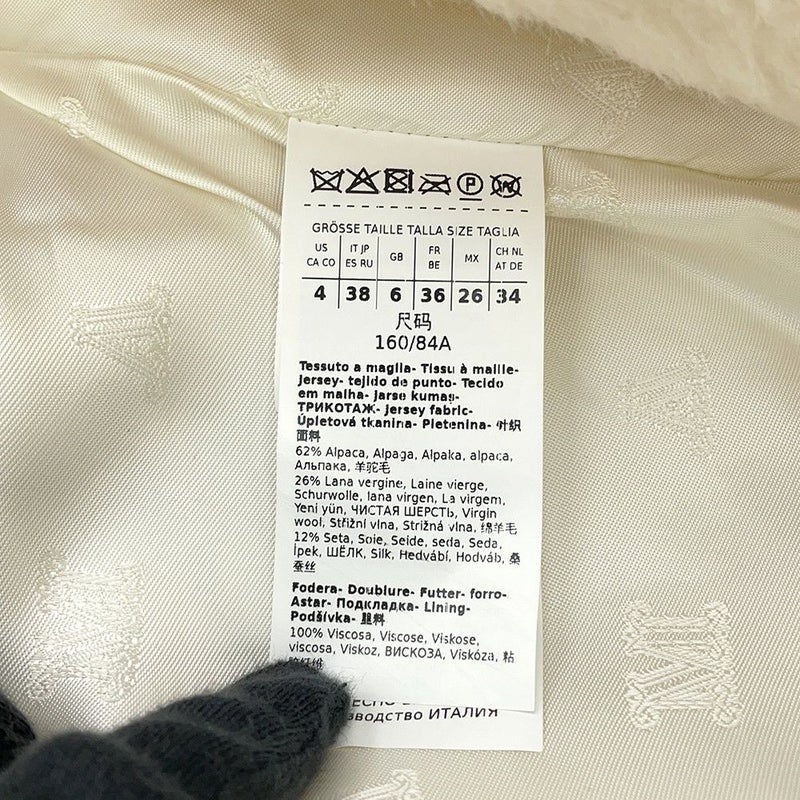 P
W
GRÖSSE TAILLE TALLA SIZE TAGLIA
US CA CO | IT JP ES RU | GB | FR BE | MX | CH NL AT DE
4 | 38 | 6 | 36 | 26 | 34
尺码
160/84A
Tessuto a maglia- Tissu à maille-
Jersey- tejido de punto- Tecido
em malha- Jarse kumaş-
ТРИКОТАЖ- Jersey fabric-
Úpletová tkanina- Pletenina- 针织
面料
62% Alpaca, Alpaga, Alpaka, alpaca,
Альпака, 羊驼毛
26% Lana vergine, Laine vierge,
Schurwolle, lana virgen, La virgem,
Yeni yün, ЧИСТАЯ ШЕРСТЬ, Virgin
wool, Střižní vlna, Strižná vlna, 绵羊毛
12% Seta, Soie, Seide, seda, Seda,
İpek, ШЁЛК, Silk, Hedvábí, Hodváb, 桑
蚕丝
Fodera- Doublure- Futter- forro-
Astar- Подкладка- Lining-
Podšívka- 里料
100% Viscosa, Viscose, Viskose,
viscosa, Viskoz, ВИСКОЗА, Viskóza, 粘
ИТАЛИЯ